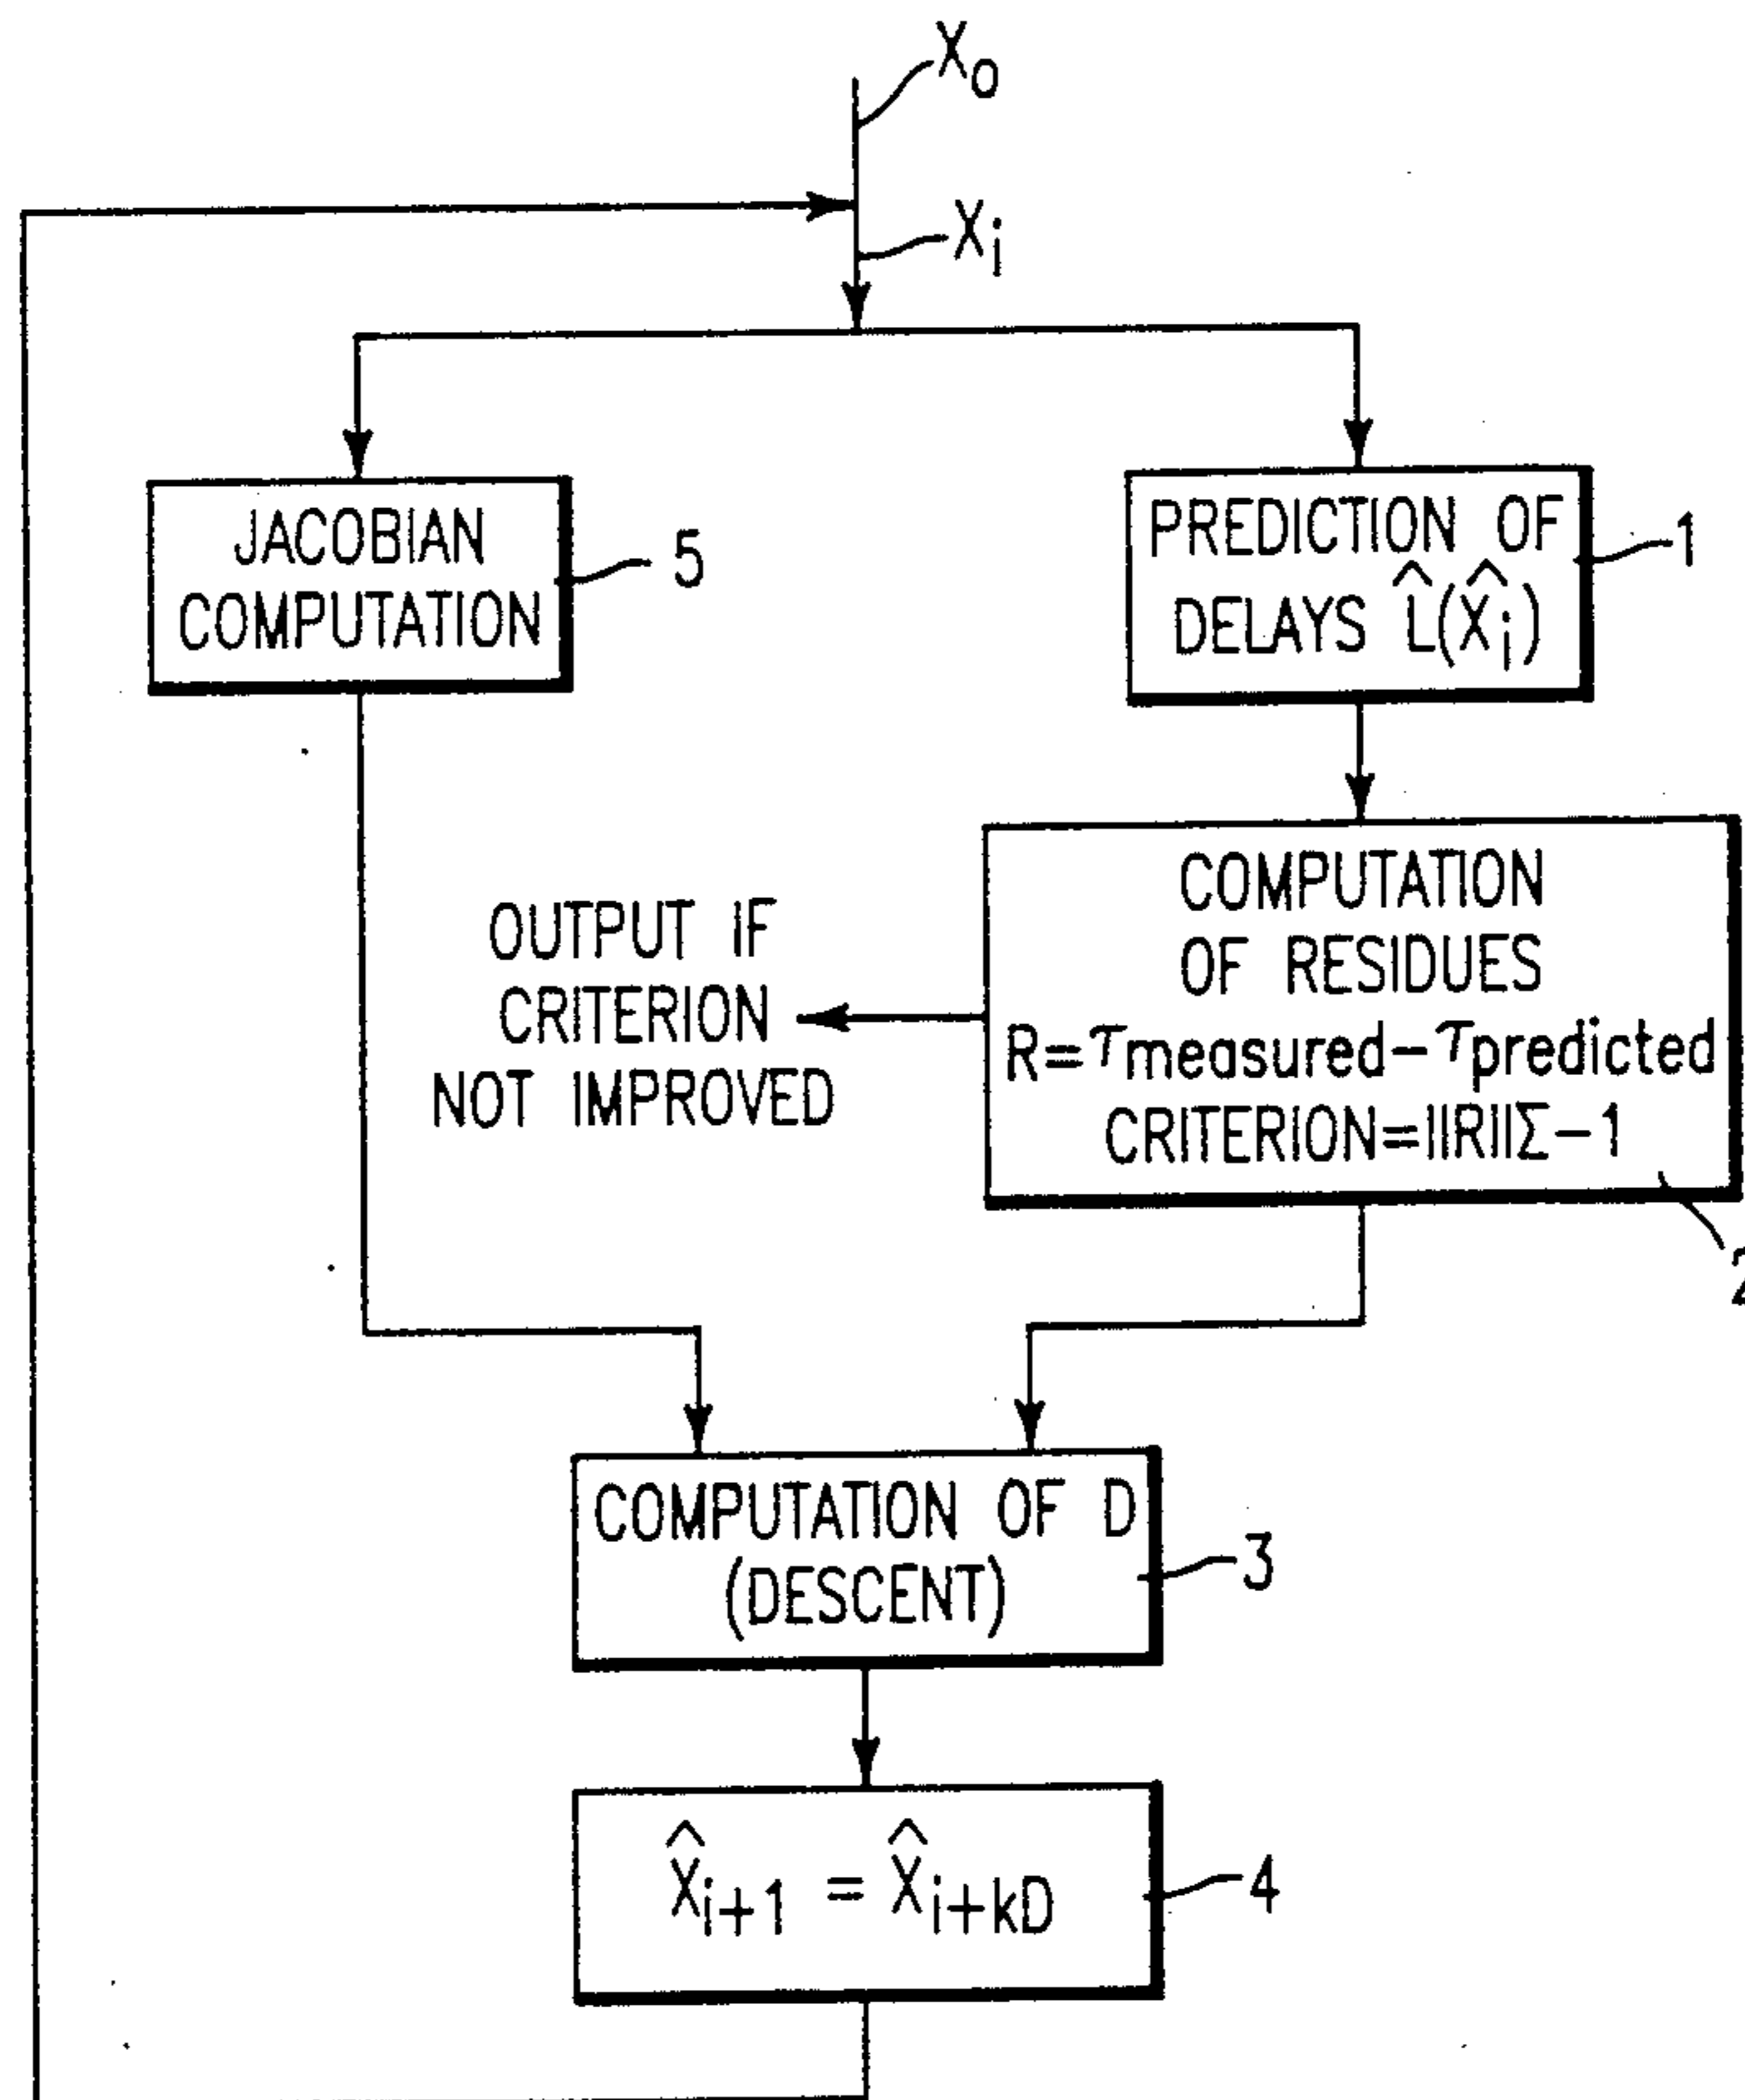 X₀
Xᵢ
JACOBIAN
COMPUTATION
5
PREDICTION OF
DELAYS L̂(X̂ᵢ)
1
COMPUTATION
OF RESIDUES
R=τmeasured−τpredicted
CRITERION=||R||Σ−1
2
OUTPUT IF
CRITERION
NOT IMPROVED
COMPUTATION OF D
(DESCENT)
3
X̂ᵢ₊₁ = X̂ᵢ₊kD
4